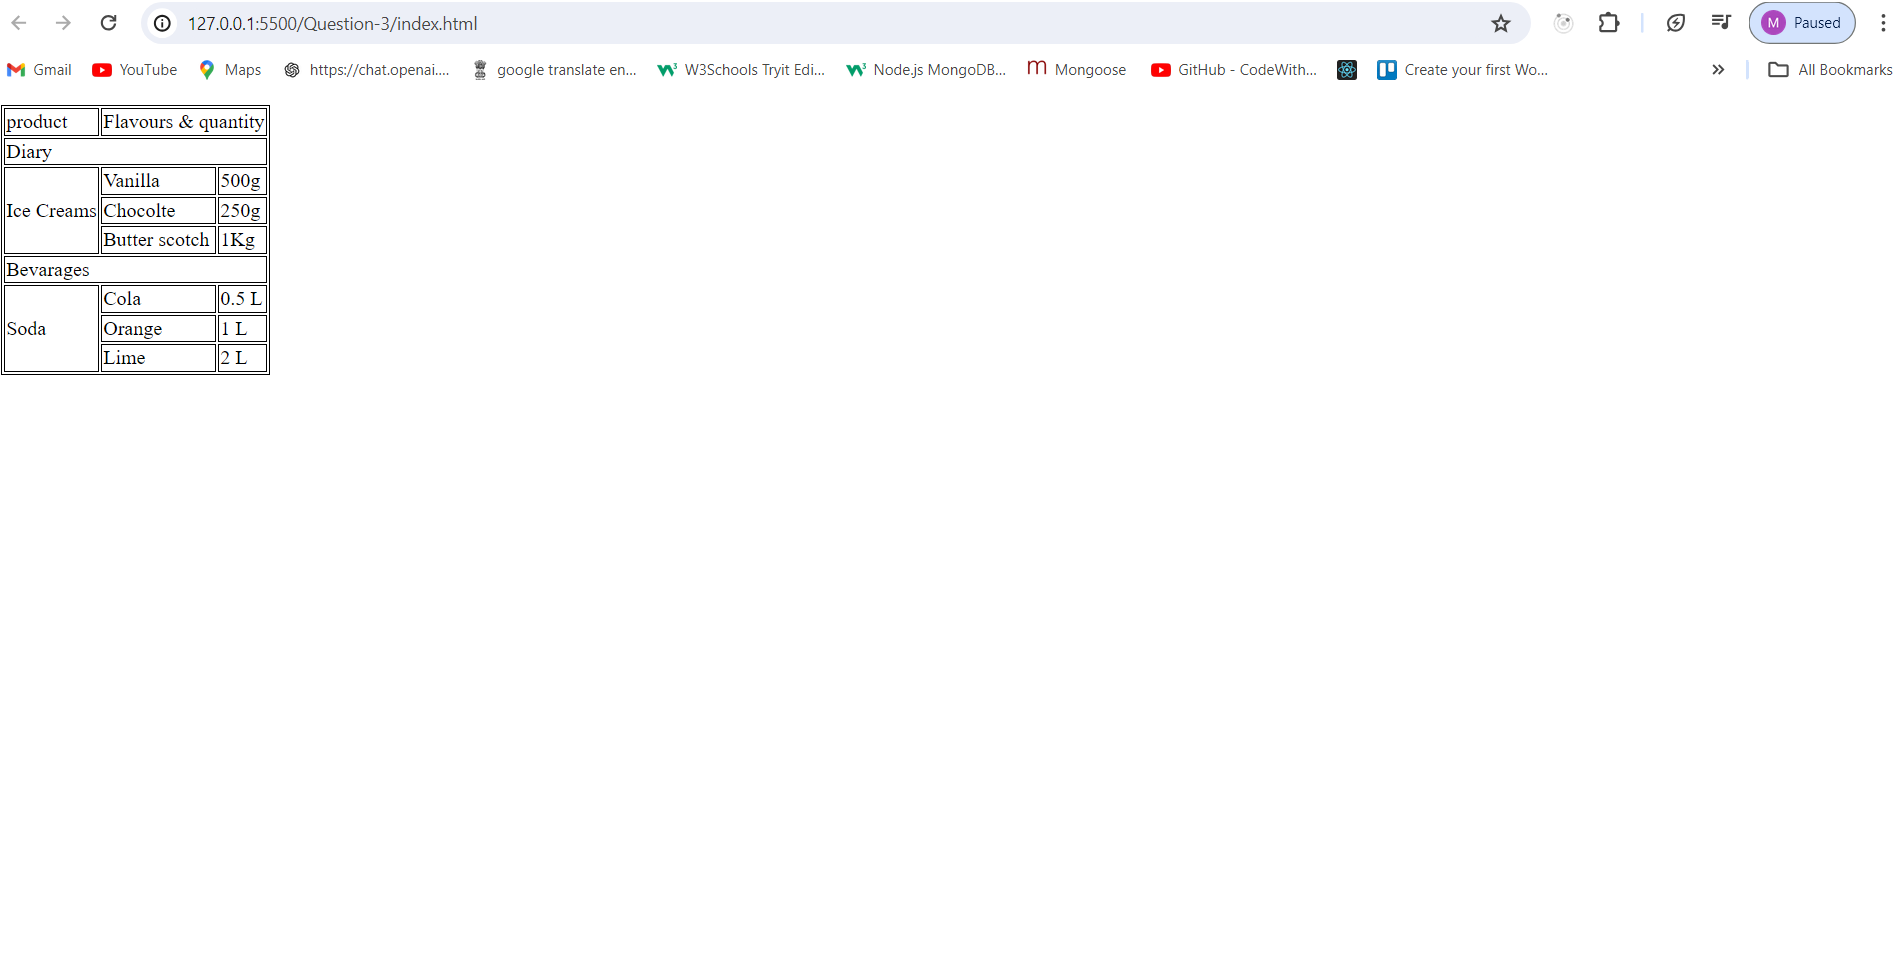 127.0.0.1:5500/Question-3/index.html
M Paused
Gmail YouTube Maps https://chat.openai.... google translate en... W3Schools Tryit Edi... Node.js MongoDB... m Mongoose GitHub - CodeWith... Create your first Wo... All Bookmarks
product Flavours & quantity
Diary
Ice Creams
Vanilla 500g
Chocolte 250g
Butter scotch 1Kg
Bevarages
Soda
Cola 0.5 L
Orange 1 L
Lime 2 L